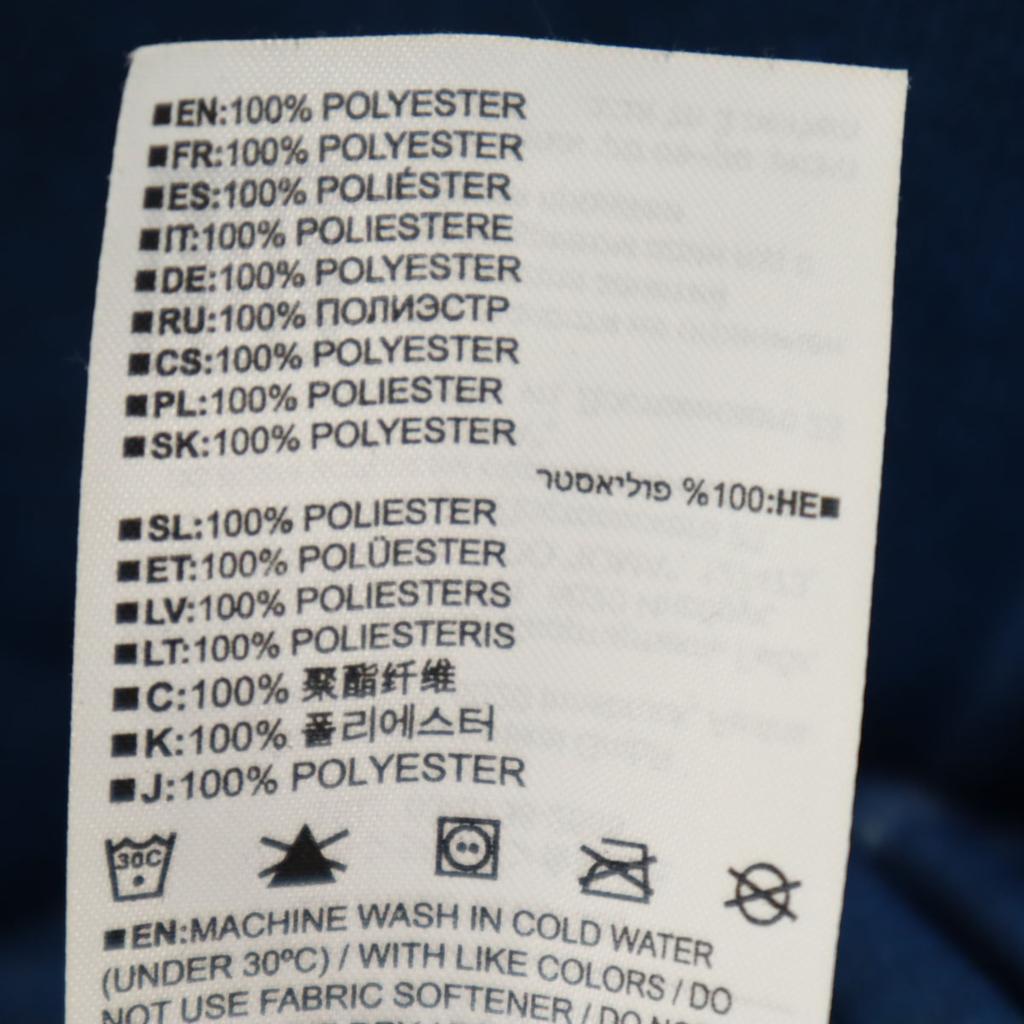 ■EN:100% POLYESTER
■FR:100% POLYESTER
■ES:100% POLIÉSTER
■IT:100% POLIESTERE
■DE:100% POLYESTER
■RU:100% ПОЛИЭСТР
■CS:100% POLYESTER
■PL:100% POLIESTER
■SK:100% POLYESTER
■HE:100% פוליאסטר
■SL:100% POLIESTER
■ET:100% POLÜESTER
■LV:100% POLIESTERS
■LT:100% POLIESTERIS
■C:100% 聚酯纤维
■K:100% 폴리에스터
■J:100% POLYESTER
30C
■EN:MACHINE WASH IN COLD WATER
(UNDER 30ºC) / WITH LIKE COLORS / DO
NOT USE FABRIC SOFTENER / DO